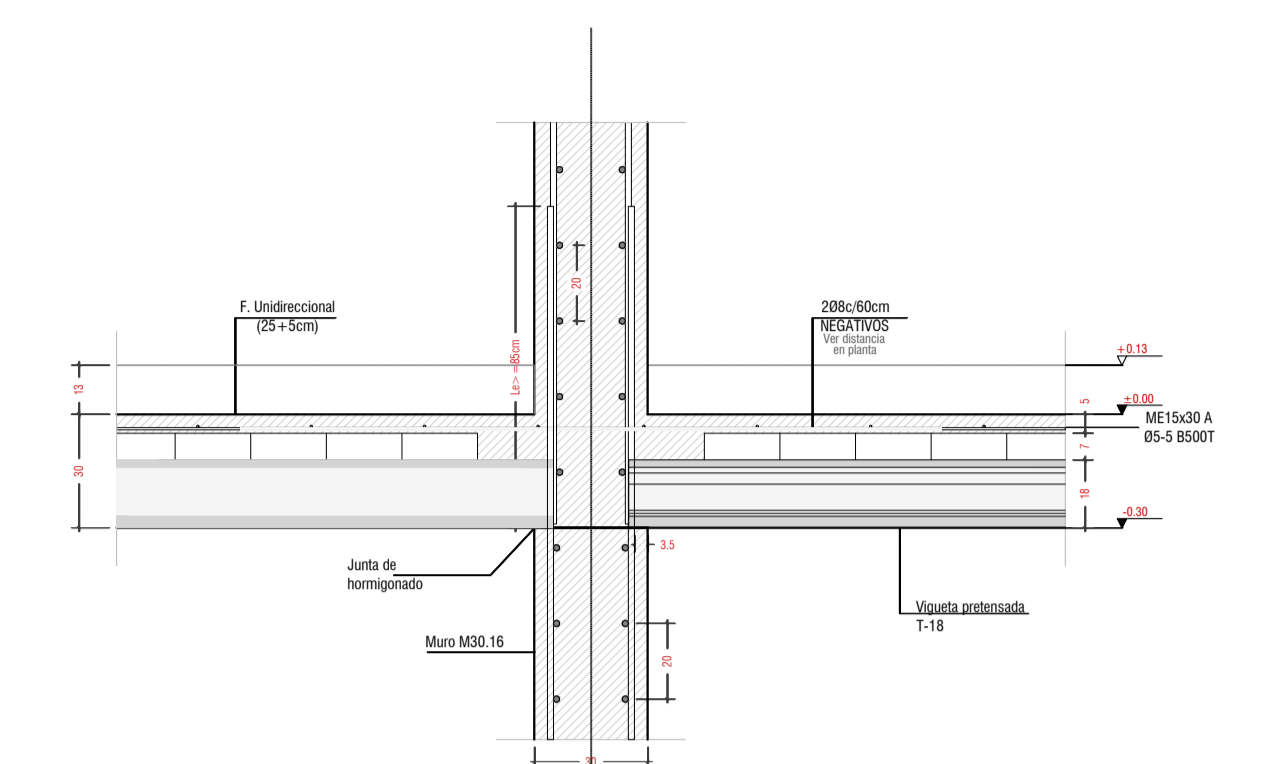 20
F. Unidireccional
(25+5cm)
2Ø8c/60cm
NEGATIVOS
Ver distancia
en planta
Le>=85cm
+0.13
13
5
±0.00
ME15x30 A
Ø5-5 B500T
7
30
18
-0.30
3.5
Junta de
hormigonado
Vigueta pretensada
T-18
Muro M30.16
20
30